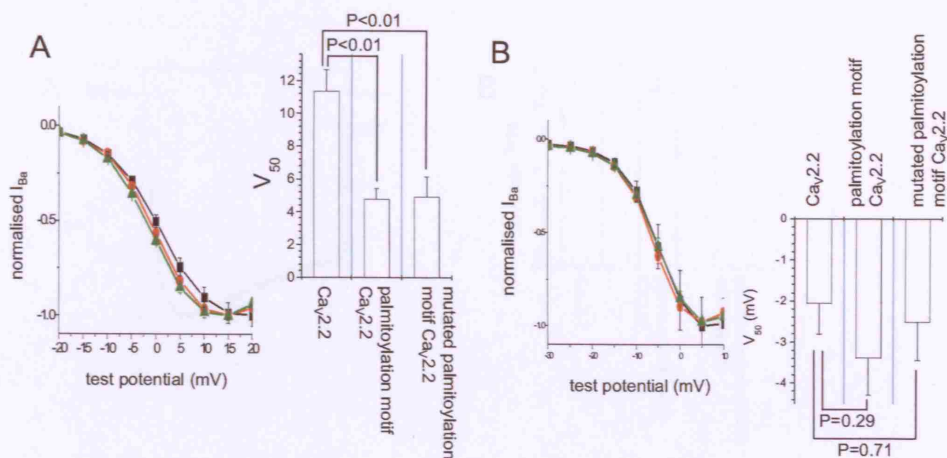 A
P<0.01
P<0.01
12
10
8
6
4
2
0
V50
CaV2.2
CaV2.2
palmitoylation motif
mutated palmitoylation
motif CaV2.2
0.0
-0.5
-1.0
normalised IBa
-20 -15 -10 -5 0 5 10 15 20
test potential (mV)
B
normalised IBa
-10 0
test potential (mV)
CaV2.2
palmitoylation motif
CaV2.2
mutated palmitoylation
motif CaV2.2
0
-1
-2
-3
-4
V50 (mV)
P=0.29
P=0.71